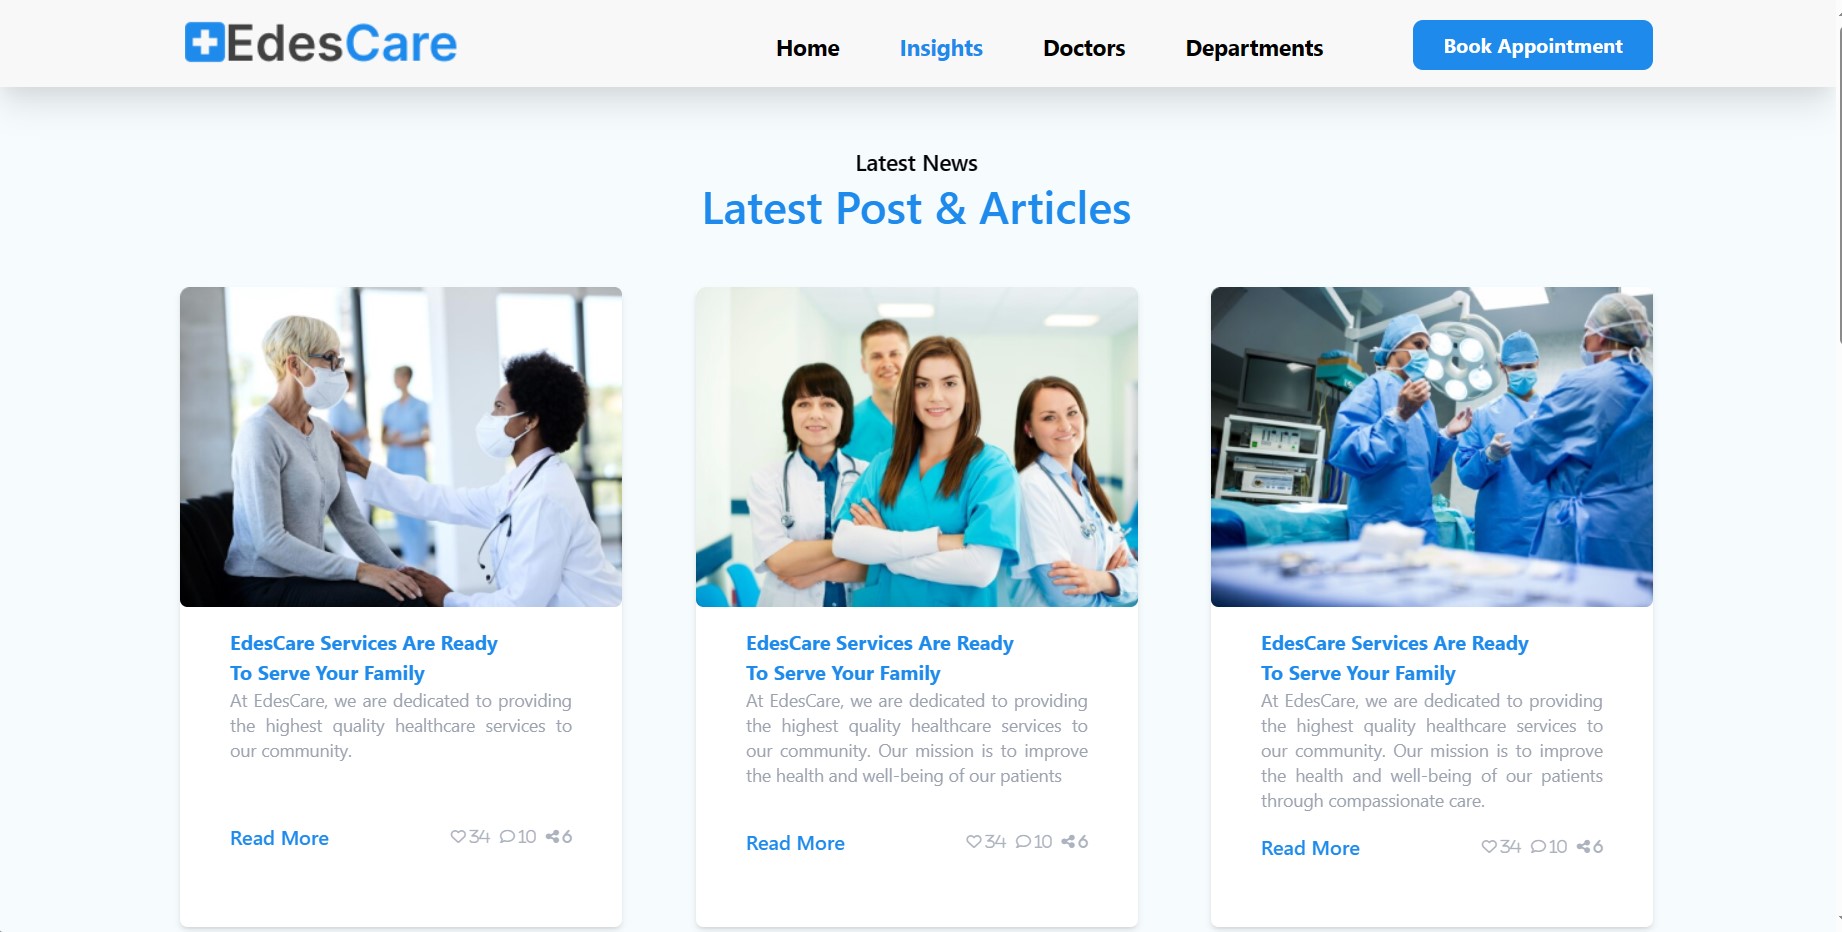 EdesCare
Home
Insights
Doctors
Departments
Book Appointment
Latest News
Latest Post & Articles
EdesCare Services Are Ready
To Serve Your Family
At EdesCare, we are dedicated to providing
the highest quality healthcare services to
our community.
Read More
34
10
6
EdesCare Services Are Ready
To Serve Your Family
At EdesCare, we are dedicated to providing
the highest quality healthcare services to
our community. Our mission is to improve
the health and well-being of our patients
Read More
34
10
6
EdesCare Services Are Ready
To Serve Your Family
At EdesCare, we are dedicated to providing
the highest quality healthcare services to
our community. Our mission is to improve
the health and well-being of our patients
through compassionate care.
Read More
34
10
6